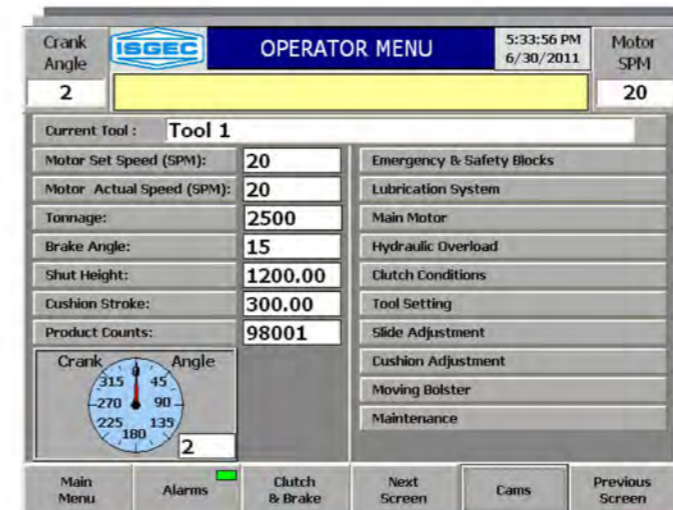 Crank Angle
ISGEC
OPERATOR MENU
5:33:56 PM
6/30/2011
Motor SPM
2
20
Current Tool : Tool 1
Motor Set Speed (SPM): 20
Motor Actual Speed (SPM): 20
Tonnage: 2500
Brake Angle: 15
Shut Height: 1200.00
Cushion Stroke: 300.00
Product Counts: 98001
Emergency & Safety Blocks
Lubrication System
Main Motor
Hydraulic Overload
Clutch Conditions
Tool Setting
Slide Adjustment
Cushion Adjustment
Moving Bolster
Maintenance
Crank Angle
0
315 45
270 90
225 135
180
2
Main Menu
Alarms
Clutch & Brake
Next Screen
Cams
Previous Screen